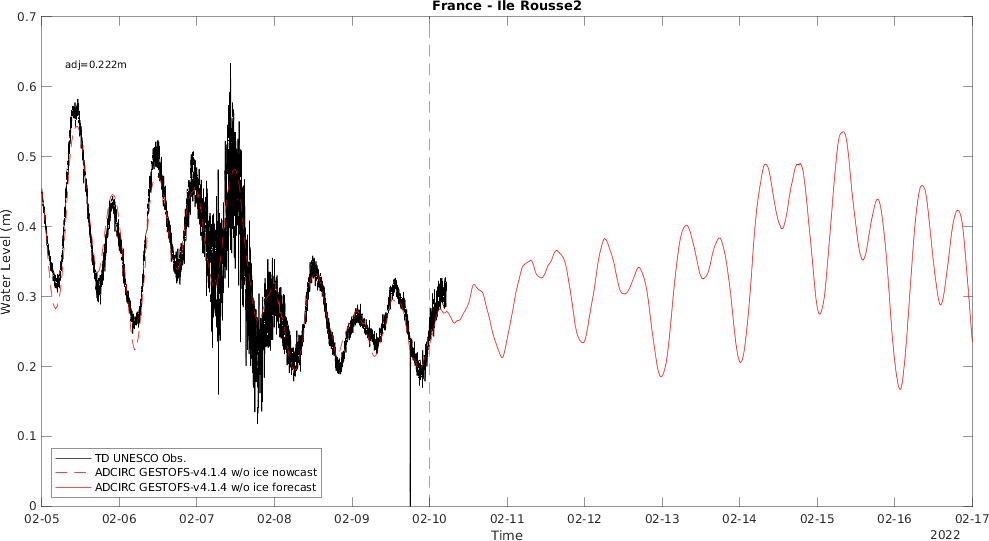 France - Ile Rousse2
adj=0.222m
Water Level (m)
0.7
0.6
0.5
0.4
0.3
0.2
0.1
0
TD UNESCO Obs.
ADCIRC GESTOFS-v4.1.4 w/o ice nowcast
ADCIRC GESTOFS-v4.1.4 w/o ice forecast
02-05 02-06 02-07 02-08 02-09 02-10 02-11 02-12 02-13 02-14 02-15 02-16 02-17
Time
2022